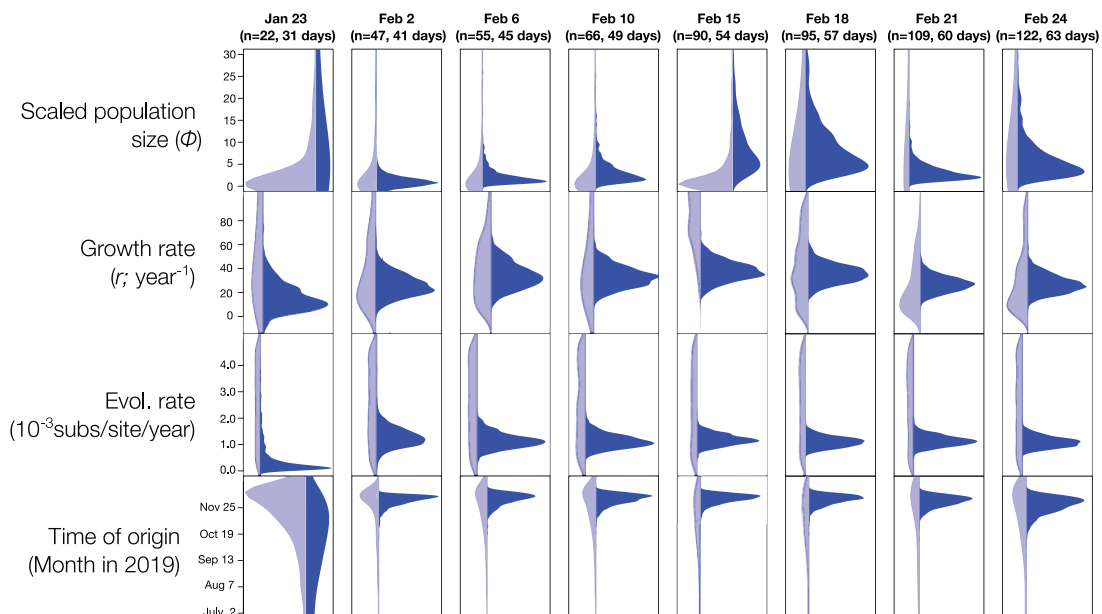 Jan 23 Feb 2 Feb 6 Feb 10 Feb 15 Feb 18 Feb 21 Feb 24
(n=22, 31 days) (n=47, 41 days) (n=55, 45 days) (n=66, 49 days) (n=90, 54 days) (n=95, 57 days) (n=109, 60 days) (n=122, 63 days)
30
25
20
Scaled population
size (Φ)
15
10
5
0
80
60
Growth rate
(r; year-1)
40
20
0
4.0
3.0
Evol. rate
(10-3subs/site/year)
2.0
1.0
0.0
Nov 25
Time of origin
(Month in 2019)
Oct 19
Sep 13
Aug 7
July 2